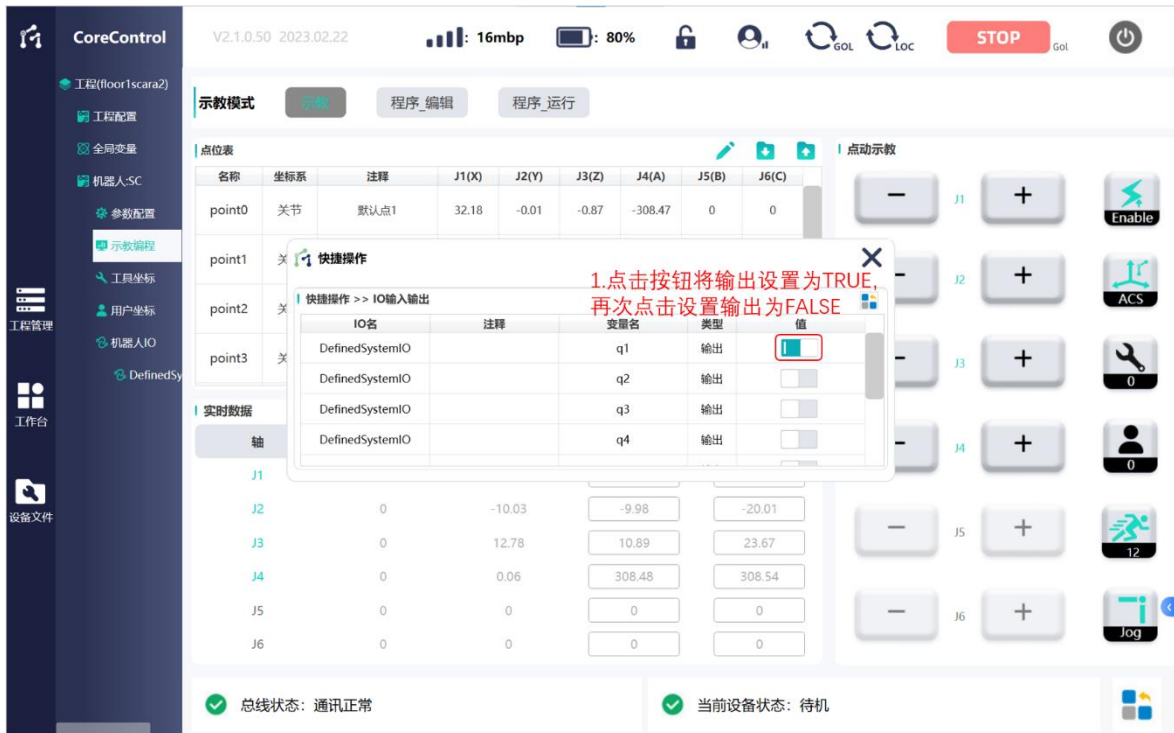 CoreControl
V2.1.0.50 2023.02.22
: 16mbp
: 80%
GOL
LOC
STOP
Gol
工程(floor1scara2)
工程配置
全局变量
机器人:SC
参数配置
示教编程
工具坐标
用户坐标
机器人IO
DefinedSy
工程管理
工作台
设备文件
示教模式 示教 程序_编辑 程序_运行
点位表
名称 坐标系 注释 J1(X) J2(Y) J3(Z) J4(A) J5(B) J6(C)
point0 关节 默认点1 32.18 -0.01 -0.87 -308.47 0 0
point1 关
point2 关
point3 关
快捷操作
1.点击按钮将输出设置为TRUE,
再次点击设置输出为FALSE
快捷操作 >> IO输入输出
IO名 注释 变量名 类型 值
DefinedSystemIO q1 输出
DefinedSystemIO q2 输出
DefinedSystemIO q3 输出
DefinedSystemIO q4 输出
实时数据
轴
J1
J2 0 -10.03 -9.98 -20.01
J3 0 12.78 10.89 23.67
J4 0 0.06 308.48 308.54
J5 0 0 0 0
J6 0 0 0 0
点动示教
− J1 + Enable
− J2 + ACS
− J3 + 0
− J4 + 0
− J5 + 12
− J6 + Jog
总线状态：通讯正常
当前设备状态：待机